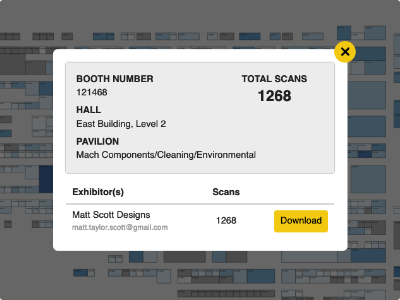 BOOTH NUMBER
121468
TOTAL SCANS
1268
HALL
East Building, Level 2
PAVILION
Mach Components/Cleaning/Environmental
Exhibitor(s) Scans
Matt Scott Designs 1268 Download
matt.taylor.scott@gmail.com